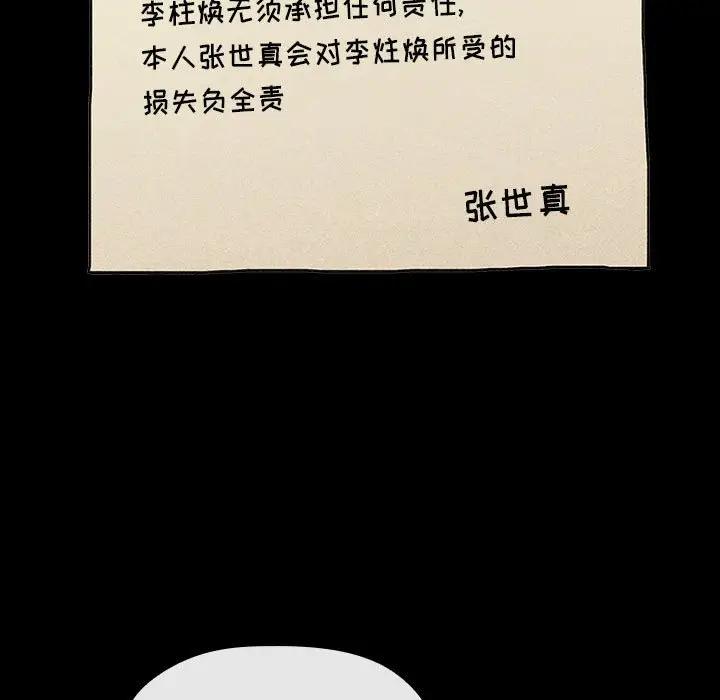 李柱焕无须承担任何责任,
本人张世真会对李炷焕所受的
损失负全责
张世真